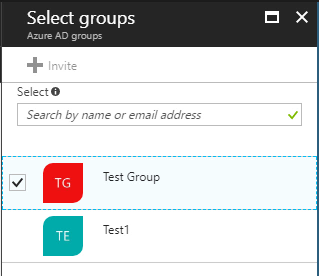 Select groups
Azure AD groups
Invite
Select
Search by name or email address
TG Test Group
TE Test1